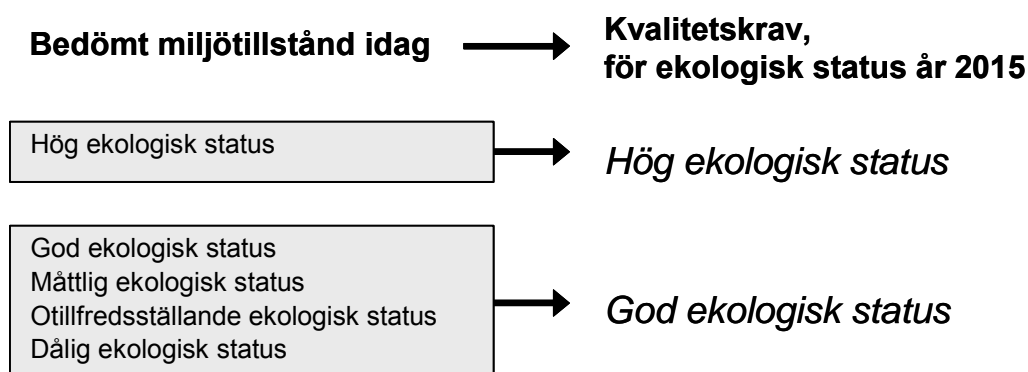 Bedömt miljötillstånd idag
Kvalitetskrav,
för ekologisk status år 2015
Hög ekologisk status
Hög ekologisk status
God ekologisk status
Måttlig ekologisk status
Otillfredsställande ekologisk status
Dålig ekologisk status
God ekologisk status